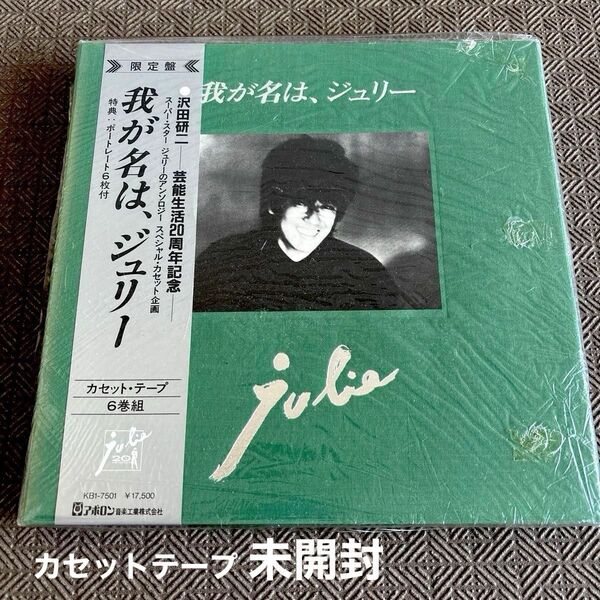 限定盤
我が名は、ジュリー
特典：ポートレート6枚付
●沢田研二──芸能生活20周年記念──
スーパー・スター ジュリーのアンソロジー スペシャル・カセット企画
カセット・テープ
6巻組
julie
20
KB1-7501 ¥17,500
アポロン音楽工業株式会社
我が名は、ジュリー
julie
カセットテープ 未開封